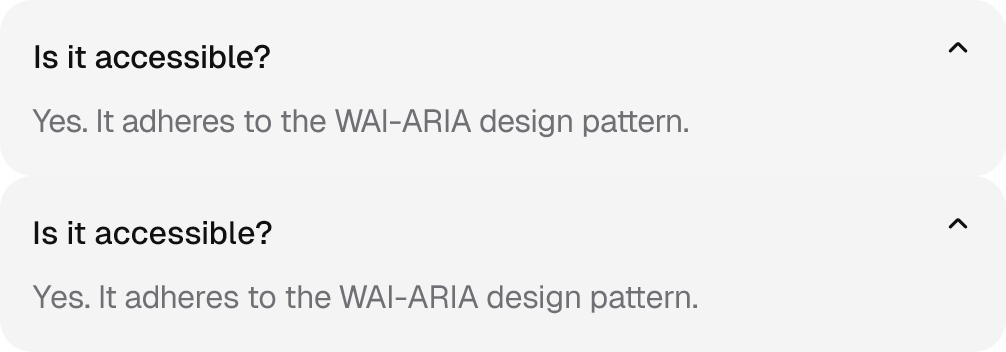 Is it accessible?
Yes. It adheres to the WAI-ARIA design pattern.
Is it accessible?
Yes. It adheres to the WAI-ARIA design pattern.